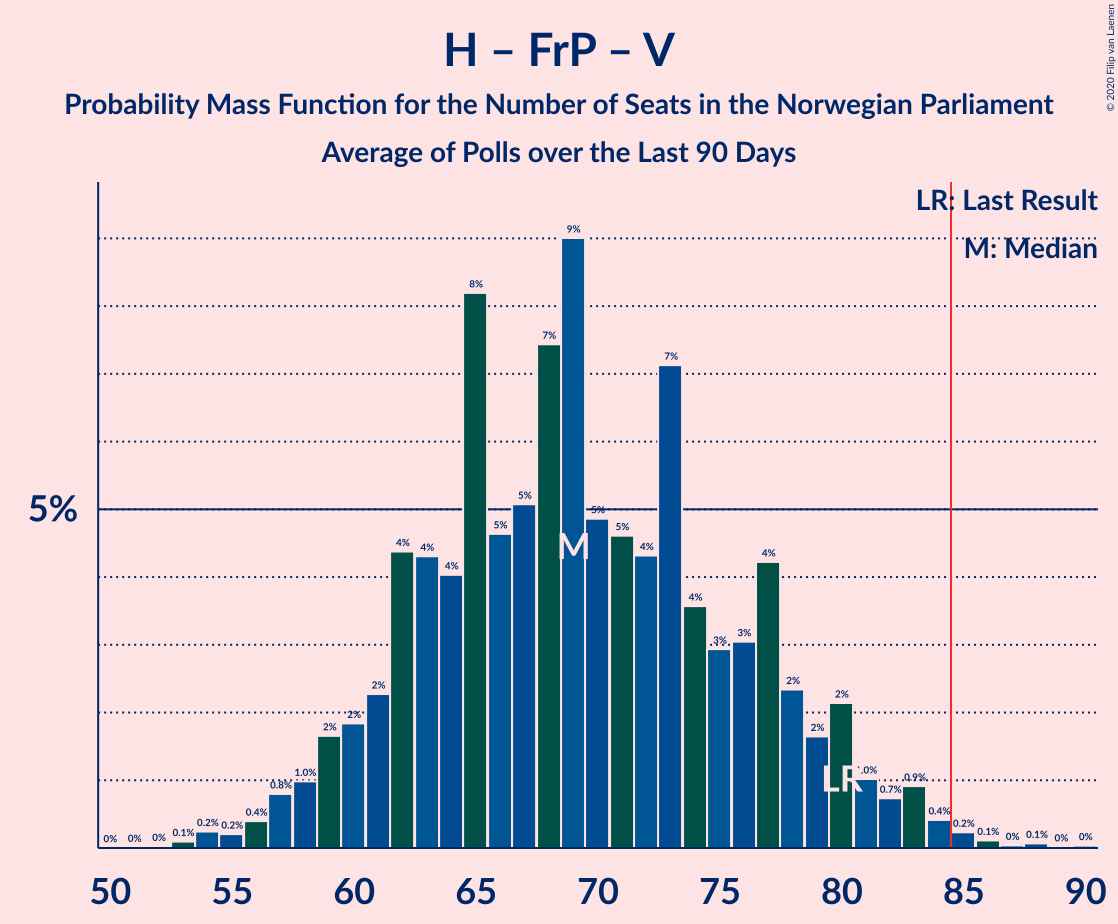 H – FrP – V
Probability Mass Function for the Number of Seats in the Norwegian Parliament
Average of Polls over the Last 90 Days
© 2020 Filip van Laenen
LR: Last Result
M: Median
5%
0% 0% 0% 0.1% 0.2% 0.2% 0.4% 0.8% 1.0% 2% 2% 2% 4% 4% 4% 8% 5% 5% 7% 9% 5% 5% 4% 7% 4% 3% 3% 4% 2% 2% 2% .0% 0.7% 0.9% 0.4% 0.2% 0.1% 0% 0.1% 0% 0%
M
LR
50 55 60 65 70 75 80 85 90